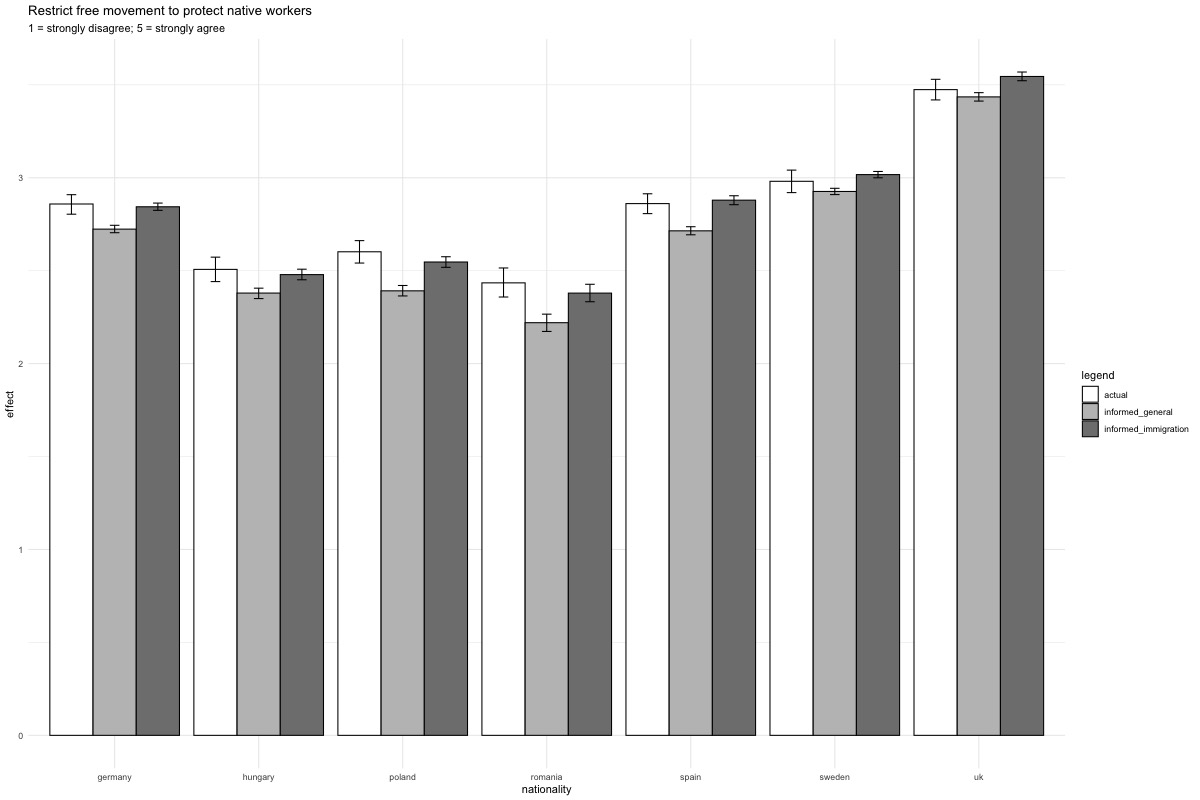 Restrict free movement to protect native workers
1 = strongly disagree; 5 = strongly agree
3
2
1
0
effect
germany hungary poland romania spain sweden uk
nationality
legend
actual
informed_general
informed_immigration